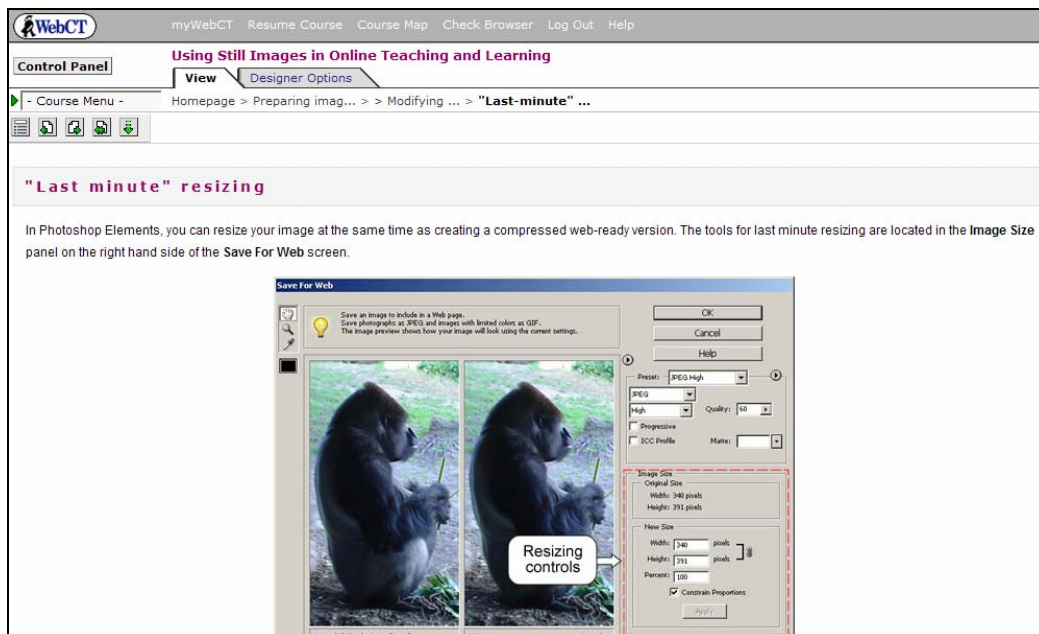 WebCT
myWebCT Resume Course Course Map Check Browser Log Out Help
Control Panel
Using Still Images in Online Teaching and Learning
View Designer Options
- Course Menu -
Homepage > Preparing imag... > > Modifying ... > "Last-minute" ...
"Last minute" resizing
In Photoshop Elements, you can resize your image at the same time as creating a compressed web-ready version. The tools for last minute resizing are located in the Image Size
panel on the right hand side of the Save For Web screen.
Save For Web
Save an image to include in a Web page.
Save photographs as JPEG and images with limited colors as GIF.
The image preview shows how your image will look using the current settings.
OK
Cancel
Help
Preset: JPEG High
JPEG
High Quality: 60
Progressive
ICC Profile Matte:
Image Size
Original Size
Width: 340 pixels
Height: 391 pixels
New Size
Width: 340 pixels
Height: 391 pixels
Percent: 100
Constrain Proportions
Apply
Resizing
controls